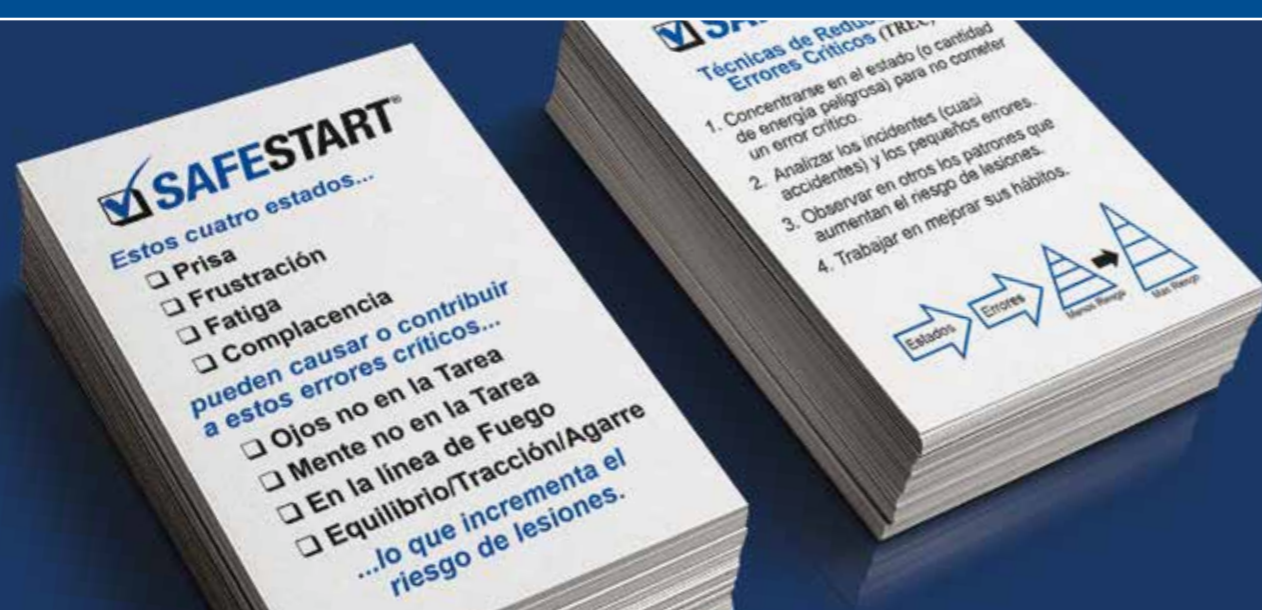 SAFESTART®
Estos cuatro estados...
❑ Prisa
❑ Frustración
❑ Fatiga
❑ Complacencia
pueden causar o contribuir
a estos errores críticos...
❑ Ojos no en la Tarea
❑ Mente no en la Tarea
❑ En la línea de Fuego
❑ Equilibrio/Tracción/Agarre
...lo que incrementa el
riesgo de lesiones.
Técnicas de
Errores Críticos (TREC)
1. Concentrarse en el estado (o cantidad
de energía peligrosa) para no cometer
un error crítico.
2. Analizar los incidentes (cuasi
accidentes) y los pequeños errores.
3. Observar en otros los patrones que
aumentan el riesgo de lesiones.
4. Trabajar en mejorar sus hábitos.
Estados
Errores
Menos Riesgo
Más Riesgo